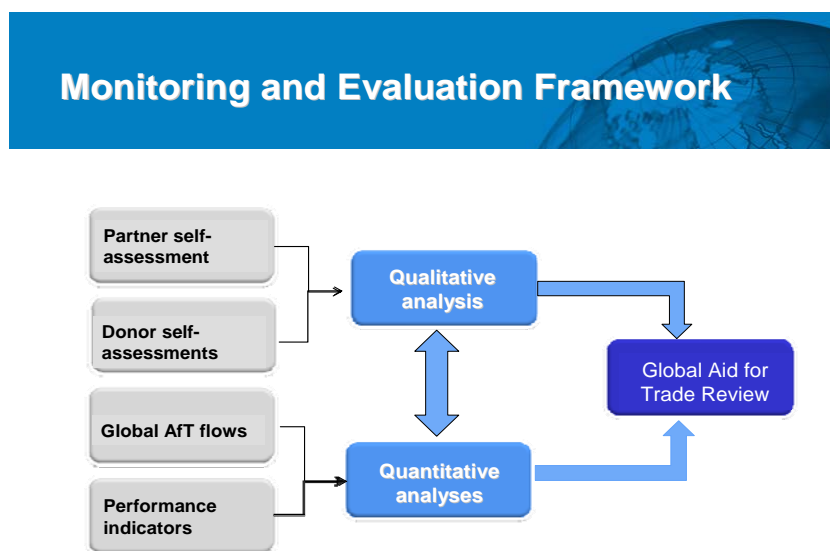 Monitoring and Evaluation Framework
Partner self-
assessment
Donor self-
assessments
Global AfT flows
Performance
indicators
Qualitative
analysis
Quantitative
analyses
Global Aid for
Trade Review